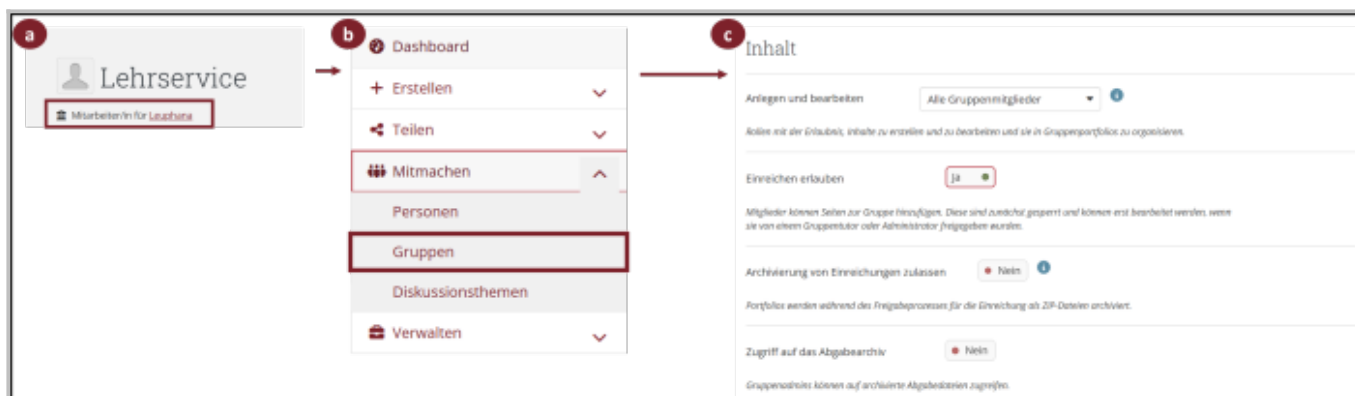 a
Lehrservice
Mitarbeiter/in für Leuphana
b
Dashboard
Erstellen
Teilen
Mitmachen
Personen
Gruppen
Diskussionsthemen
Verwalten
c
Inhalt
Anlegen und bearbeiten Alle Gruppenmitglieder
Rollen mit der Erlaubnis, Inhalte zu erstellen und zu bearbeiten und sie in Gruppenportfolios zu organisieren.
Einreichen erlauben Ja
Mitglieder können Seiten zur Gruppe hinzufügen. Diese sind zunächst gesperrt und können erst bearbeitet werden, wenn
sie von einem Gruppentutor oder Administrator freigegeben wurden.
Archivierung von Einreichungen zulassen Nein
Portfolios werden während des Freigabeprozesses für die Einreichung als ZIP-Dateien archiviert.
Zugriff auf das Abgabearchiv Nein
Gruppenadmins können auf archivierte Abgabedateien zugreifen.